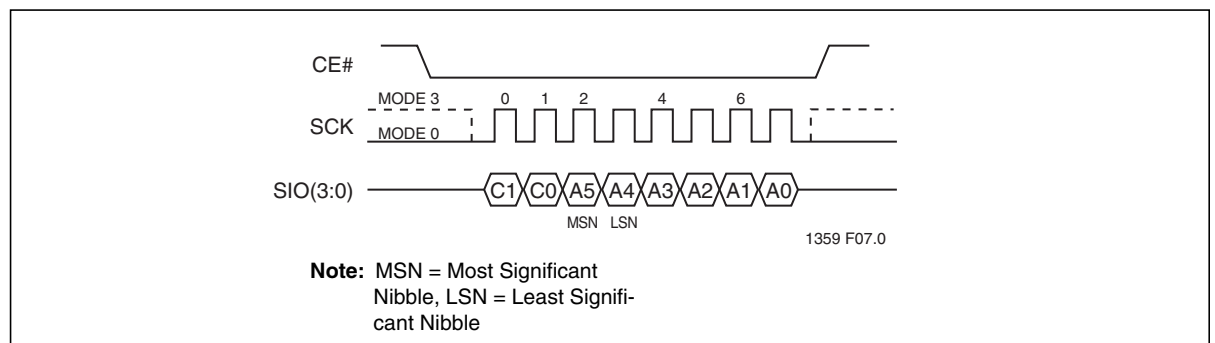 CE#
MODE 3 0 1 2 4 6
SCK
MODE 0
SIO(3:0) C1 C0 A5 A4 A3 A2 A1 A0
MSN LSN
1359 F07.0
Note: MSN = Most Significant
Nibble, LSN = Least Signifi-
cant Nibble